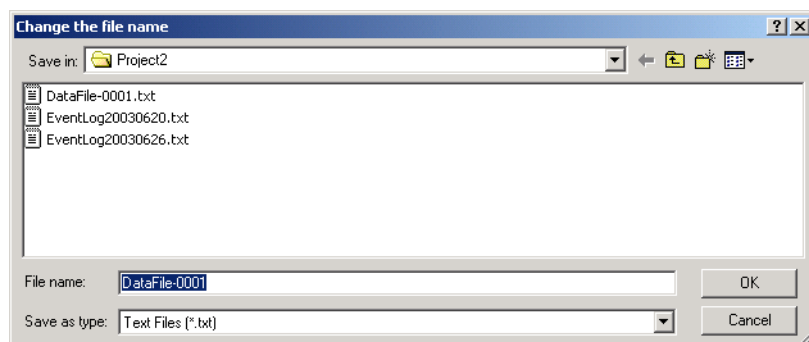 Change the file name
Save in: Project2
DataFile-0001.txt
EventLog20030620.txt
EventLog20030626.txt
File name: DataFile-0001 OK
Save as type: Text Files (*.txt) Cancel